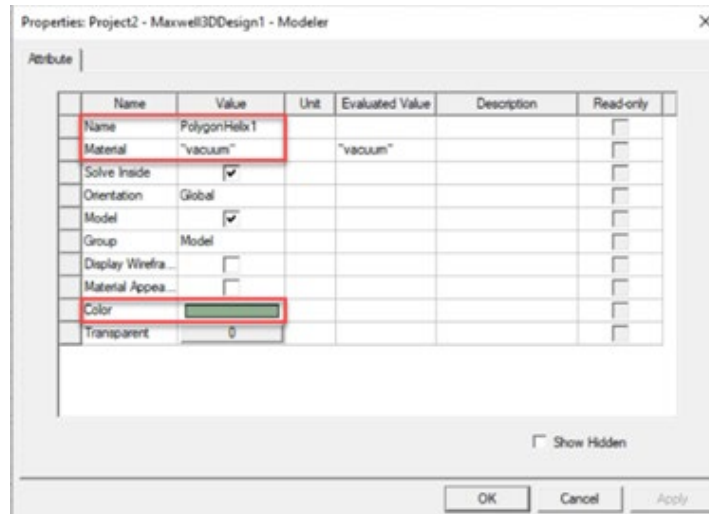 Properties: Project2 - Maxwell3DDesign1 - Modeler
Attribute
Name Value Unit Evaluated Value Description Read-only
Name PolygonHelix1
Material "vacuum" "vacuum"
Solve Inside
Orientation Global
Model
Group Model
Display Wirefra...
Material Appea...
Color
Transparent 0
Show Hidden
OK Cancel Apply